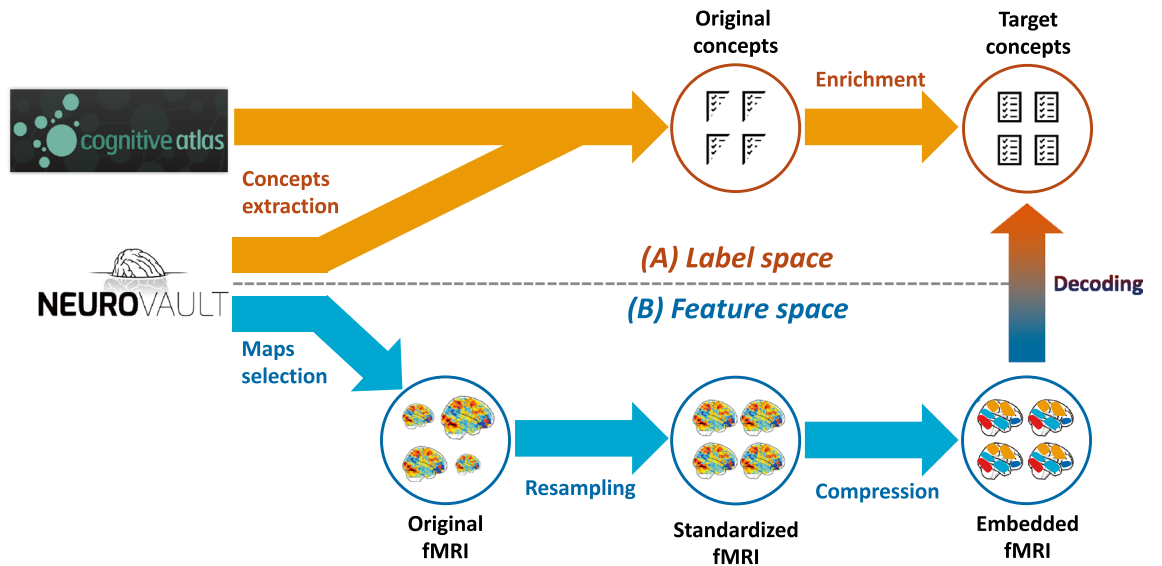 Original
concepts
Target
concepts
Enrichment
cognitive atlas
Concepts
extraction
(A) Label space
NEUROVAULT
(B) Feature space
Decoding
Maps
selection
Resampling
Compression
Original
fMRI
Standardized
fMRI
Embedded
fMRI